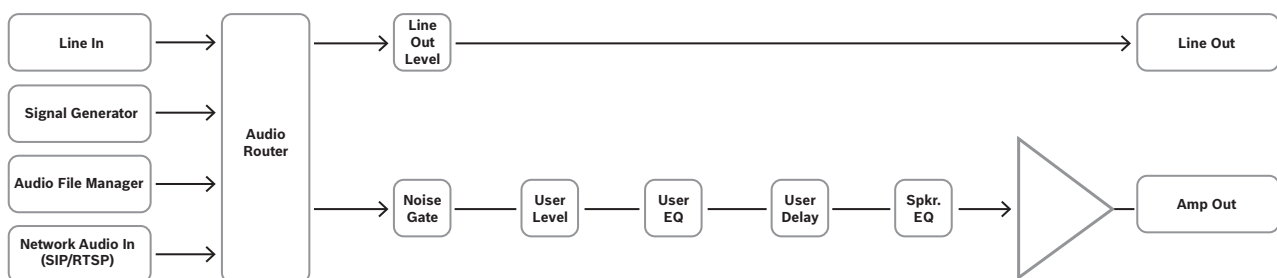 Line In
Signal Generator
Audio File Manager
Network Audio In
(SIP/RTSP)
Audio
Router
Line
Out
Level
Line Out
Noise
Gate
User
Level
User
EQ
User
Delay
Spkr.
EQ
Amp Out